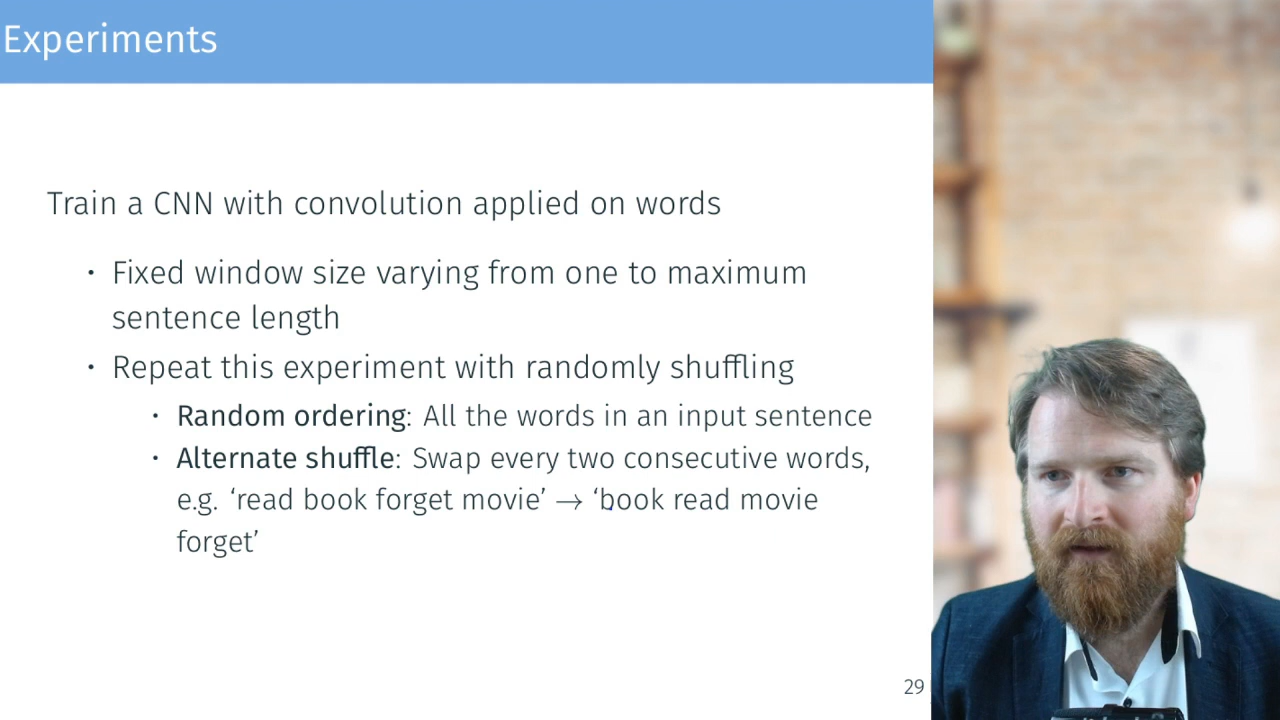 Experiments
Train a CNN with convolution applied on words
• Fixed window size varying from one to maximum
sentence length
• Repeat this experiment with randomly shuffling
• Random ordering: All the words in an input sentence
• Alternate shuffle: Swap every two consecutive words,
e.g. ‘read book forget movie’ → ‘book read movie
forget’
29